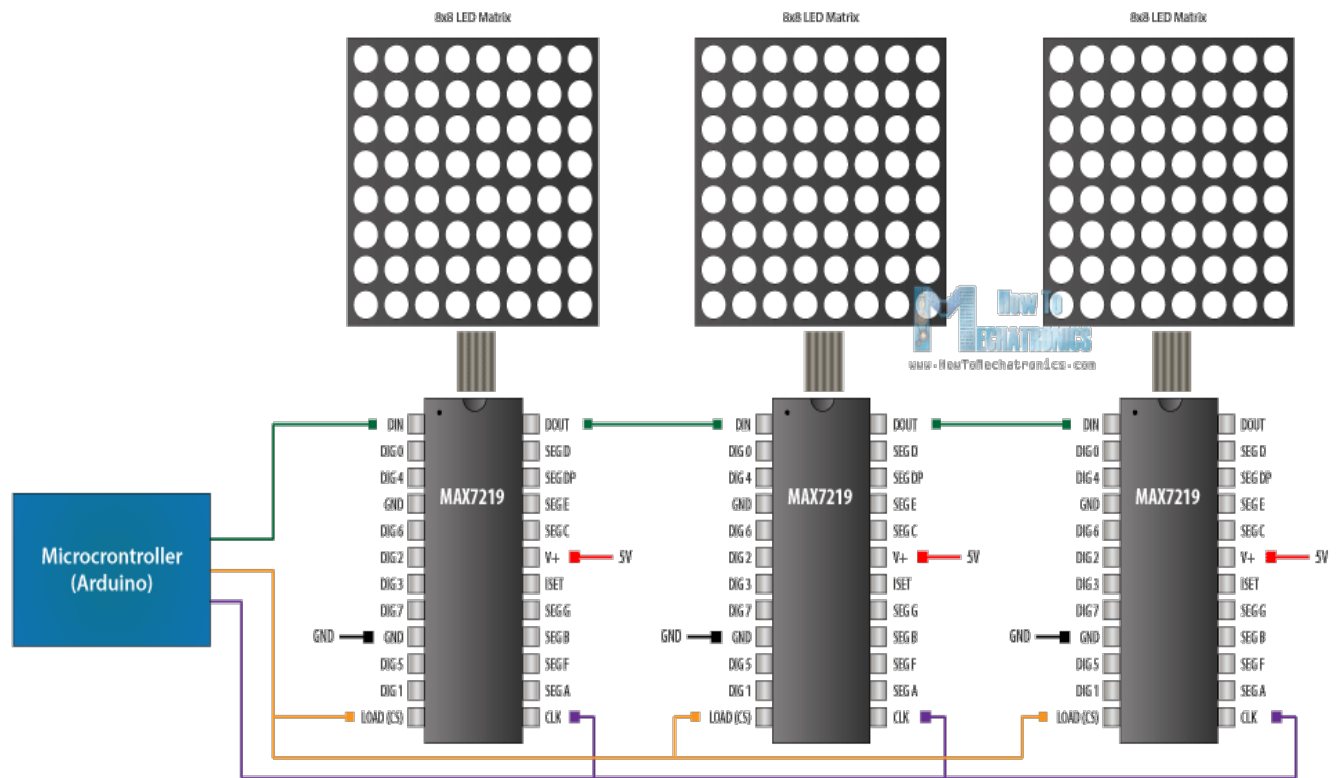 8x8 LED Matrix
8x8 LED Matrix
8x8 LED Matrix
How To
MECHATRONICS
www.HowToMechatronics.com
Microcrontroller
(Arduino)
DIN
DIG 0
DIG 4
GND
DIG 6
DIG 2
DIG 3
DIG 7
GND
GND
DIG 5
DIG 1
LOAD (CS)
MAX7219
DOUT
SEG D
SEG DP
SEG E
SEG C
V+
5V
ISET
SEG G
SEG B
SEG F
SEG A
CLK
DIN
DIG 0
DIG 4
GND
DIG 6
DIG 2
DIG 3
DIG 7
GND
GND
DIG 5
DIG 1
LOAD (CS)
MAX7219
DOUT
SEG D
SEG DP
SEG E
SEG C
V+
5V
ISET
SEG G
SEG B
SEG F
SEG A
CLK
DIN
DIG 0
DIG 4
GND
DIG 6
DIG 2
DIG 3
DIG 7
GND
GND
DIG 5
DIG 1
LOAD (CS)
MAX7219
DOUT
SEG D
SEG DP
SEG E
SEG C
V+
5V
ISET
SEG G
SEG B
SEG F
SEG A
CLK